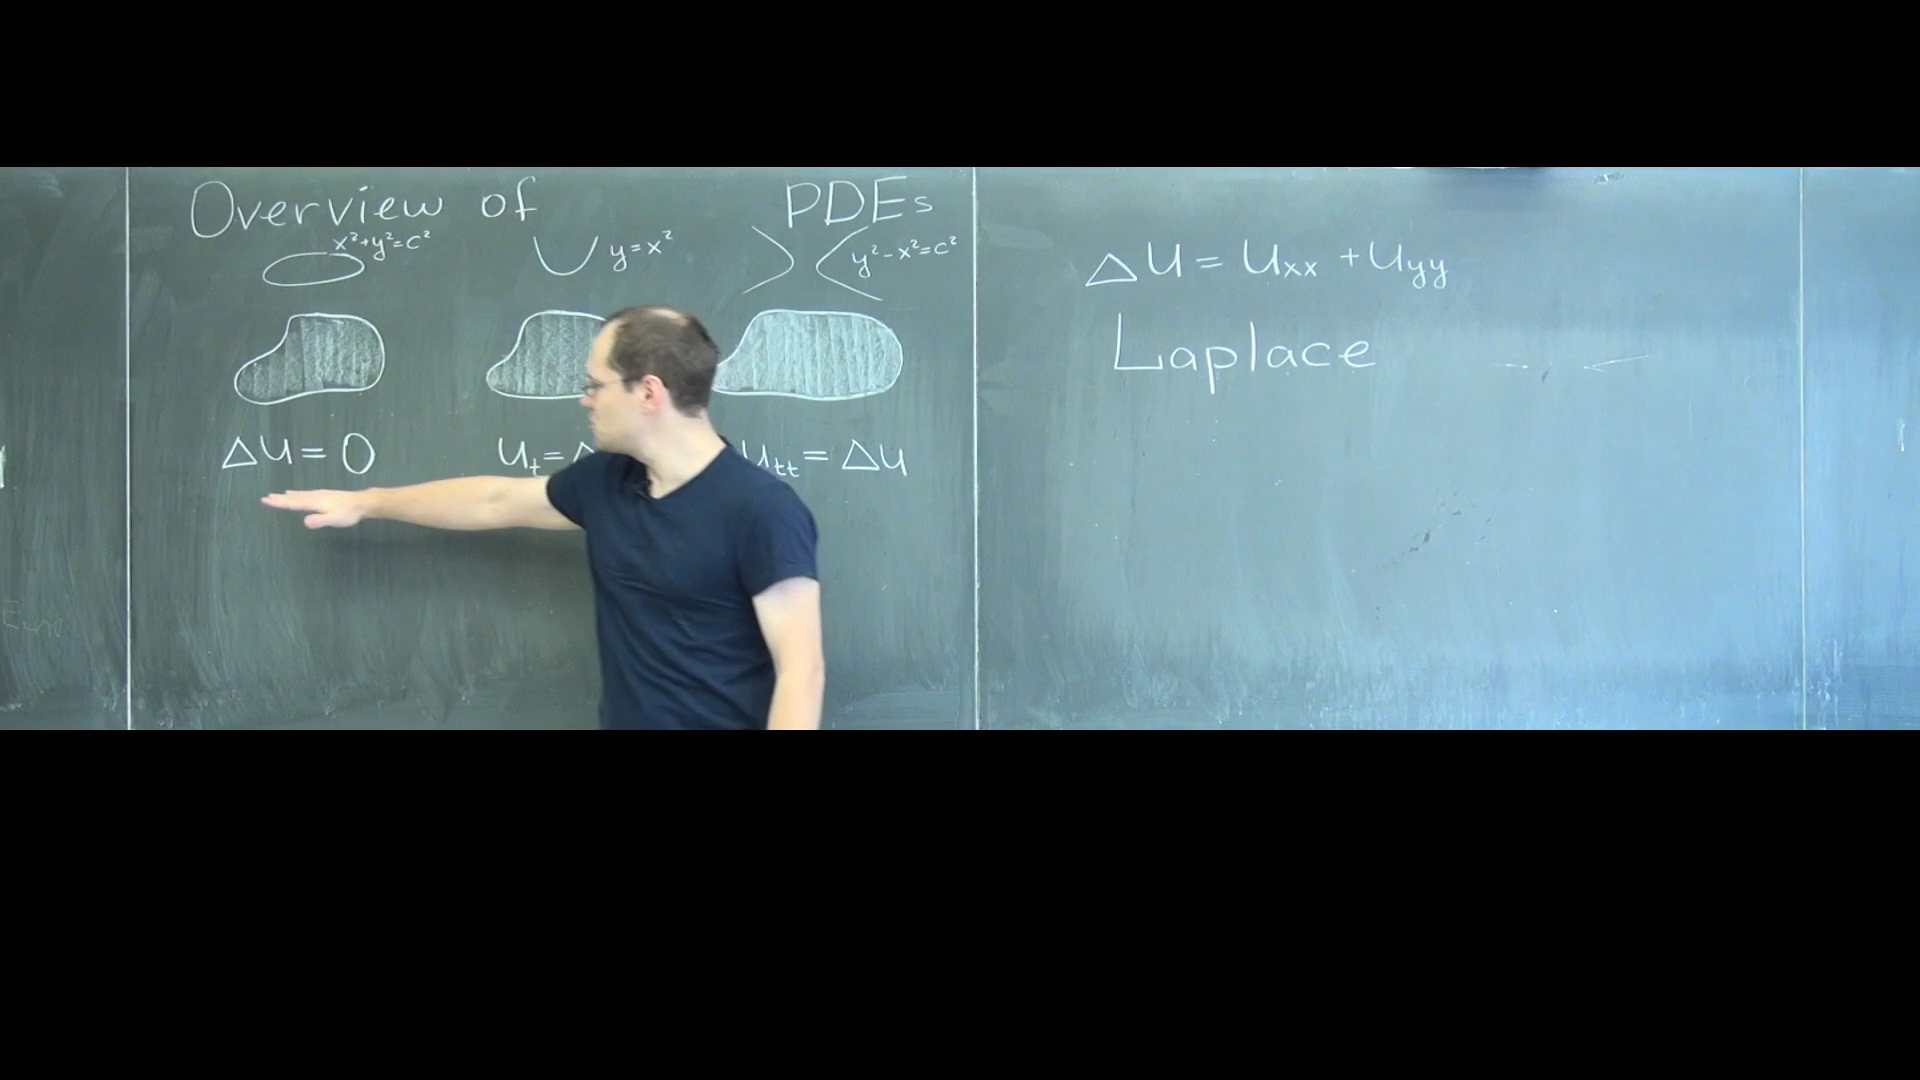 Overview of PDEs
x²+y²=c²
y=x²
y²-x²=c²
Δu=0
u_t=Δ
u_tt=Δu
Δu=u_xx+u_yy
Laplace